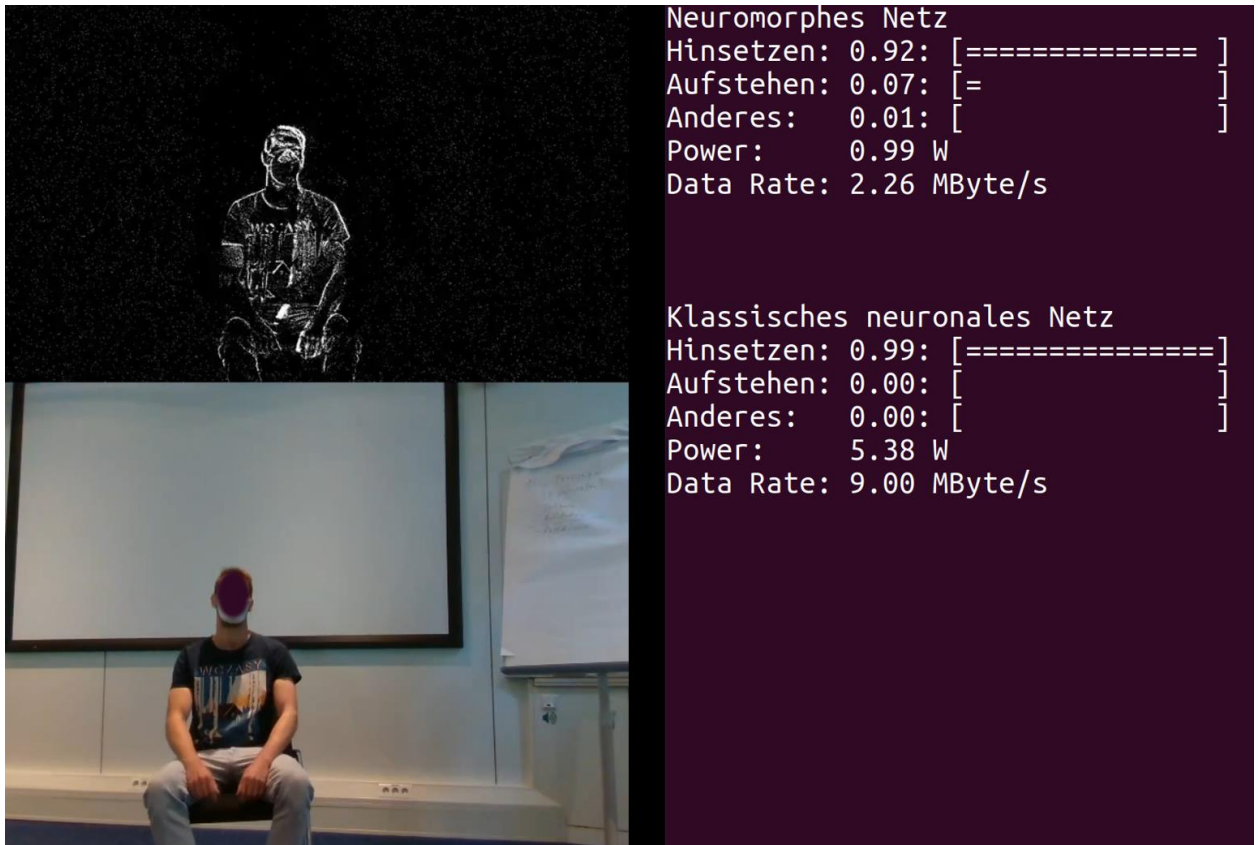 Neuromorphes Netz
Hinsetzen: 0.92: [============== ]
Aufstehen: 0.07: [= ]
Anderes: 0.01: [ ]
Power: 0.99 W
Data Rate: 2.26 MByte/s
Klassisches neuronales Netz
Hinsetzen: 0.99: [===============]
Aufstehen: 0.00: [ ]
Anderes: 0.00: [ ]
Power: 5.38 W
Data Rate: 9.00 MByte/s